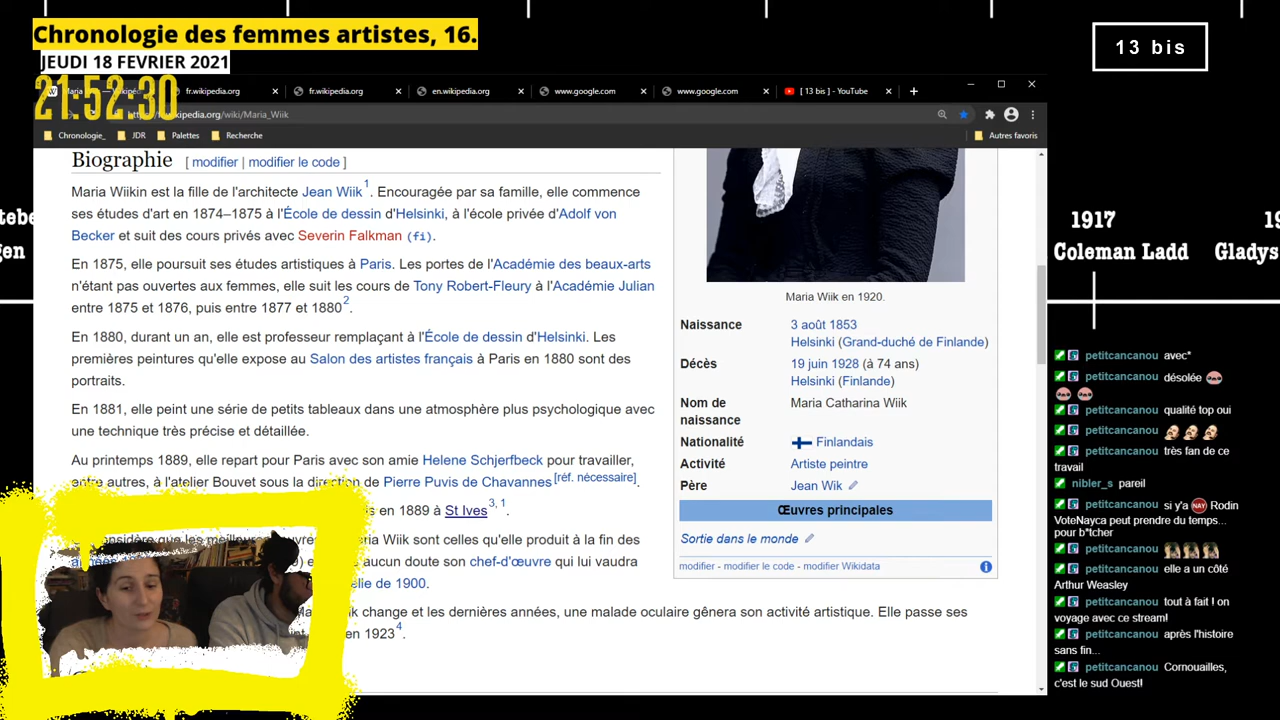 Chronologie des femmes artistes, 16.
JEUDI 18 FEVRIER 2021
21:52:30
13 bis
fr.wikipedia.org
fr.wikipedia.org
en.wikipedia.org
www.google.com
www.google.com
[ 13 bis ] - YouTube
wikipedia.org/wiki/Maria_Wiik
Chronologie_
JDR
Palettes
Recherche
Autres favoris
Biographie [ modifier | modifier le code ]
Maria Wiikin est la fille de l'architecte Jean Wiik1. Encouragée par sa famille, elle commence
ses études d'art en 1874–1875 à l'École de dessin d'Helsinki, à l'école privée d'Adolf von
Becker et suit des cours privés avec Severin Falkman (fi).
En 1875, elle poursuit ses études artistiques à Paris. Les portes de l'Académie des beaux-arts
n'étant pas ouvertes aux femmes, elle suit les cours de Tony Robert-Fleury à l'Académie Julian
entre 1875 et 1876, puis entre 1877 et 18802.
En 1880, durant un an, elle est professeur remplaçant à l'École de dessin d'Helsinki. Les
premières peintures qu'elle expose au Salon des artistes français à Paris en 1880 sont des
portraits.
En 1881, elle peint une série de petits tableaux dans une atmosphère plus psychologique avec
une technique très précise et détaillée.
Au printemps 1889, elle repart pour Paris avec son amie Helene Schjerfbeck pour travailler,
entre autres, à l'atelier Bouvet sous la direction de Pierre Puvis de Chavannes[réf. nécessaire].
en 1889 à St Ives3, 1.
considère que les meilleures œuvres de Maria Wiik sont celles qu'elle produit à la fin des
aucun doute son chef-d'œuvre qui lui vaudra
de 1900.
change et les dernières années, une malade oculaire gênera son activité artistique. Elle passe ses
en 19234.
Maria Wiik en 1920.
Naissance 3 août 1853
Helsinki (Grand-duché de Finlande)
Décès 19 juin 1928 (à 74 ans)
Helsinki (Finlande)
Nom de naissance Maria Catharina Wiik
Nationalité Finlandais
Activité Artiste peintre
Père Jean Wik
Œuvres principales
Sortie dans le monde
modifier - modifier le code - modifier Wikidata
1917
Coleman Ladd
Gladys
petitcancanou avec*
petitcancanou désolée
petitcancanou qualité top oui
petitcancanou
petitcancanou très fan de ce
travail
nibler_s pareil
petitcancanou si y'a NAY Rodin
VoteNayca peut prendre du temps...
pour b*tcher
petitcancanou
petitcancanou elle a un côté
Arthur Weasley
petitcancanou tout à fait ! on
voyage avec ce stream!
petitcancanou après l'histoire
sans fin...
petitcancanou Cornouailles,
c'est le sud Ouest!